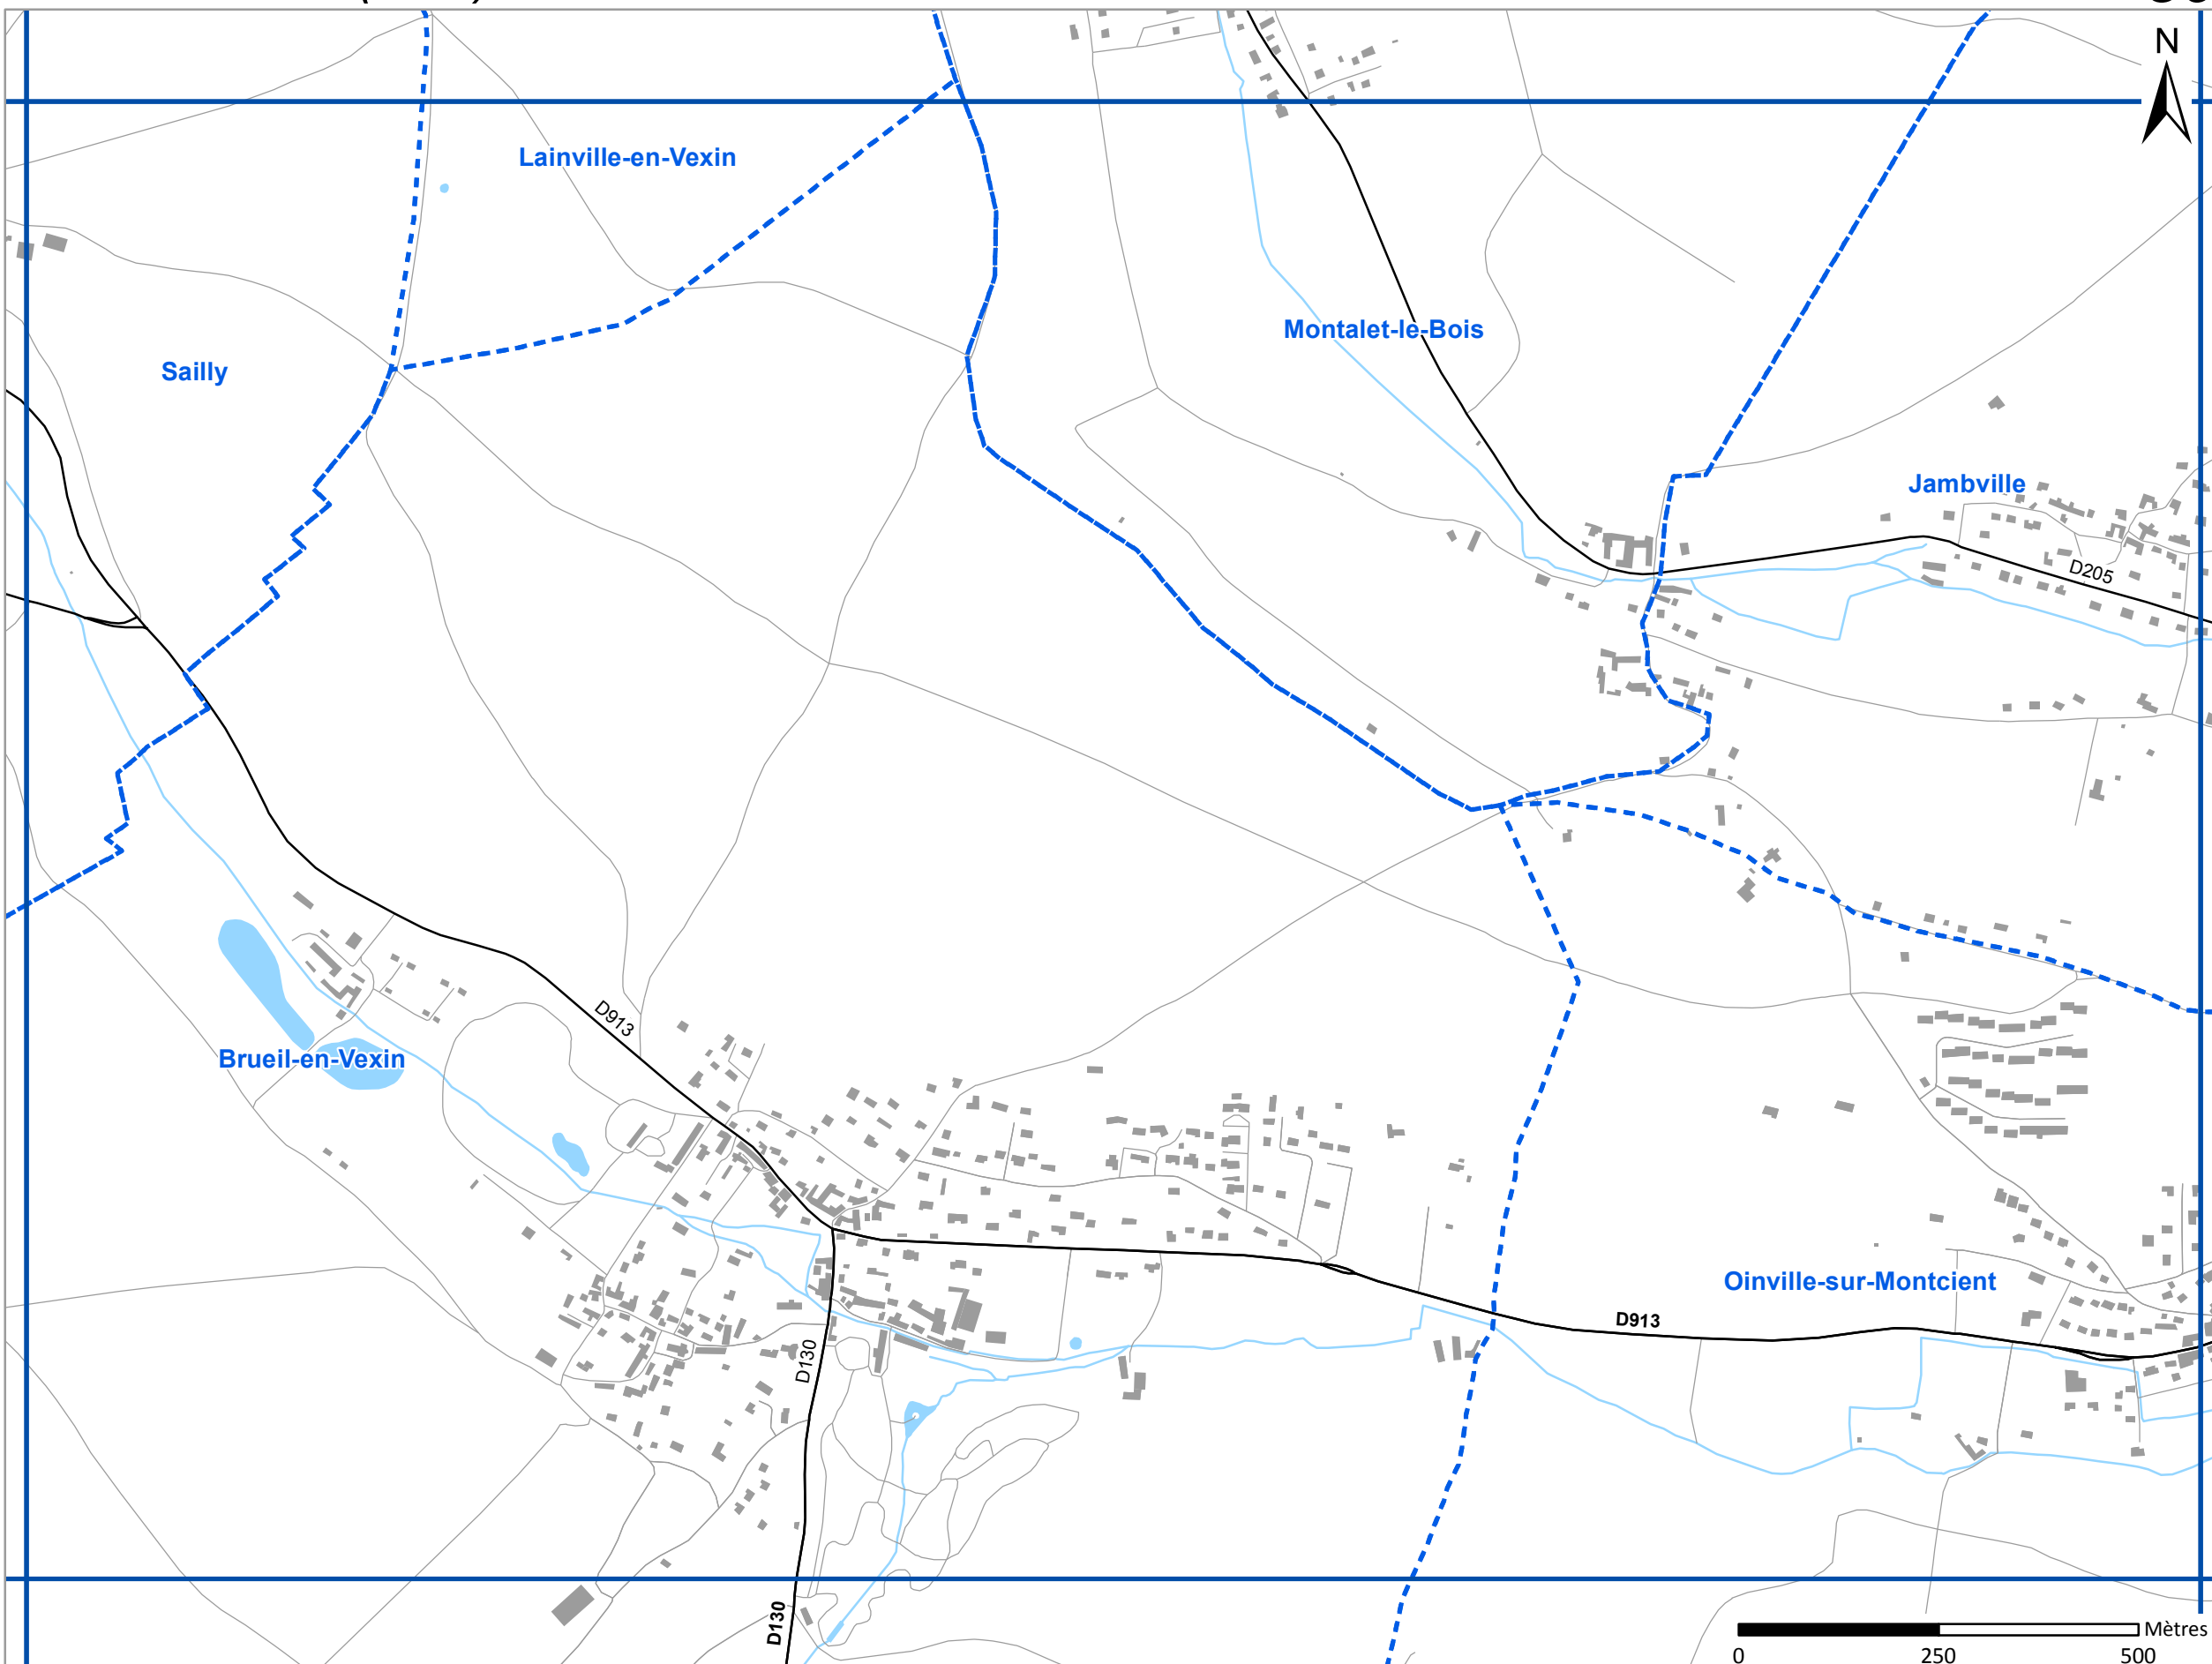 N
Lainville-en-Vexin
Montalet-le-Bois
Sailly
Jambville
D205
D913
Brueil-en-Vexin
Oinville-sur-Montcient
D913
D130
D130
Mètres
0 250 500